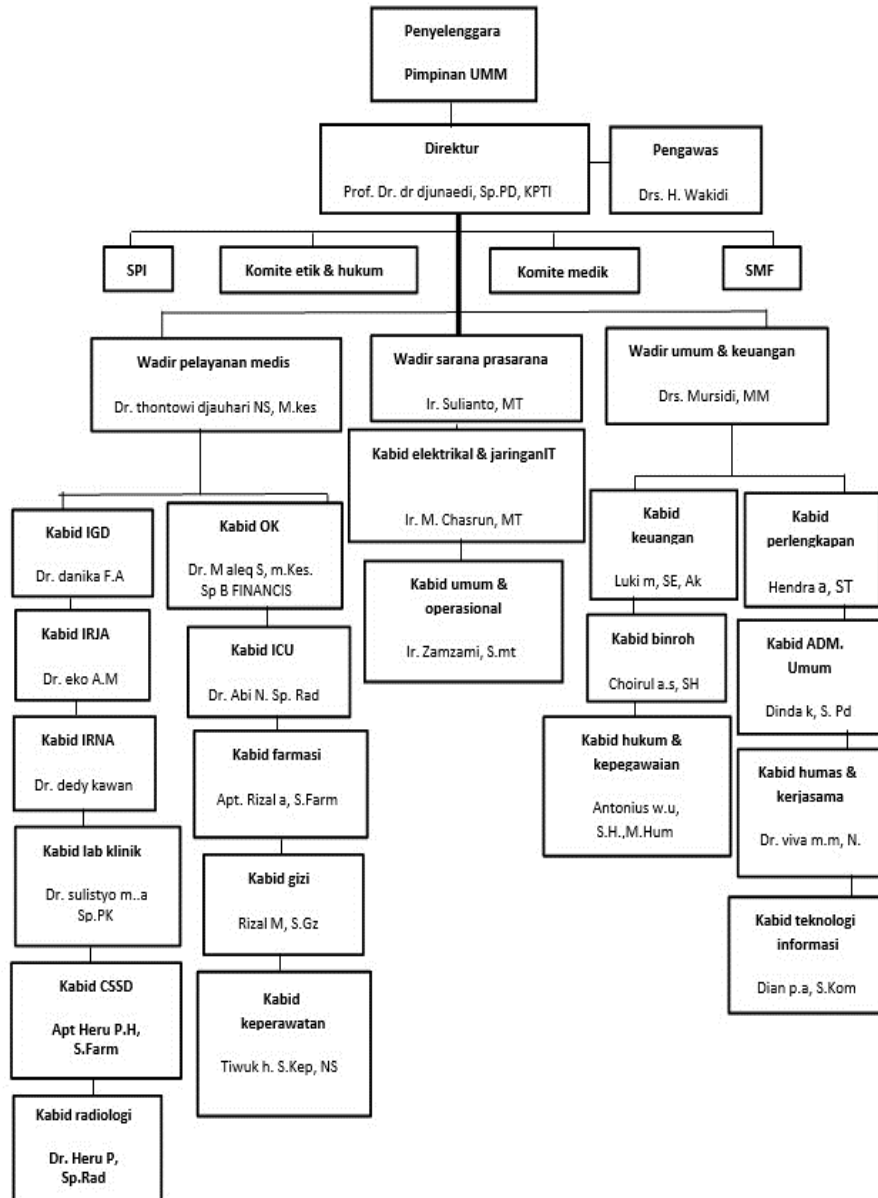 Penyelenggara
Pimpinan UMM
Direktur
Prof. Dr. dr djunaedi, Sp.PD, KPTI
Pengawas
Drs. H. Wakidi
SPI
Komite etik & hukum
Komite medik
SMF
Wadir pelayanan medis
Dr. thontowi djauhari NS, M.kes
Wadir sarana prasarana
Ir. Sulianto, MT
Wadir umum & keuangan
Drs. Mursidi, MM
Kabid elektrikal & jaringanIT
Ir. M. Chasrun, MT
Kabid umum &
operasional
Ir. Zamzami, S.mt
Kabid IGD
Dr. danika F.A
Kabid IRJA
Dr. eko A.M
Kabid IRNA
Dr. dedy kawan
Kabid lab klinik
Dr. sulistyo m..a
Sp.PK
Kabid CSSD
Apt Heru P.H,
S.Farm
Kabid radiologi
Dr. Heru P,
Sp.Rad
Kabid OK
Dr. M aleq S, m.Kes.
Sp B FINANCIS
Kabid ICU
Dr. Abi N. Sp. Rad
Kabid farmasi
Apt. Rizal a, S.Farm
Kabid gizi
Rizal M, S.Gz
Kabid
keperawatan
Tiwuk h. S.Kep, NS
Kabid
keuangan
Luki m, SE, Ak
Kabid binroh
Choirul a.s, SH
Kabid hukum &
kepegawaian
Antonius w.u,
S.H.,M.Hum
Kabid
perlengkapan
Hendra a, ST
Kabid ADM.
Umum
Dinda k, S. Pd
Kabid humas &
kerjasama
Dr. viva m.m, N.
Kabid teknologi
informasi
Dian p.a, S.Kom